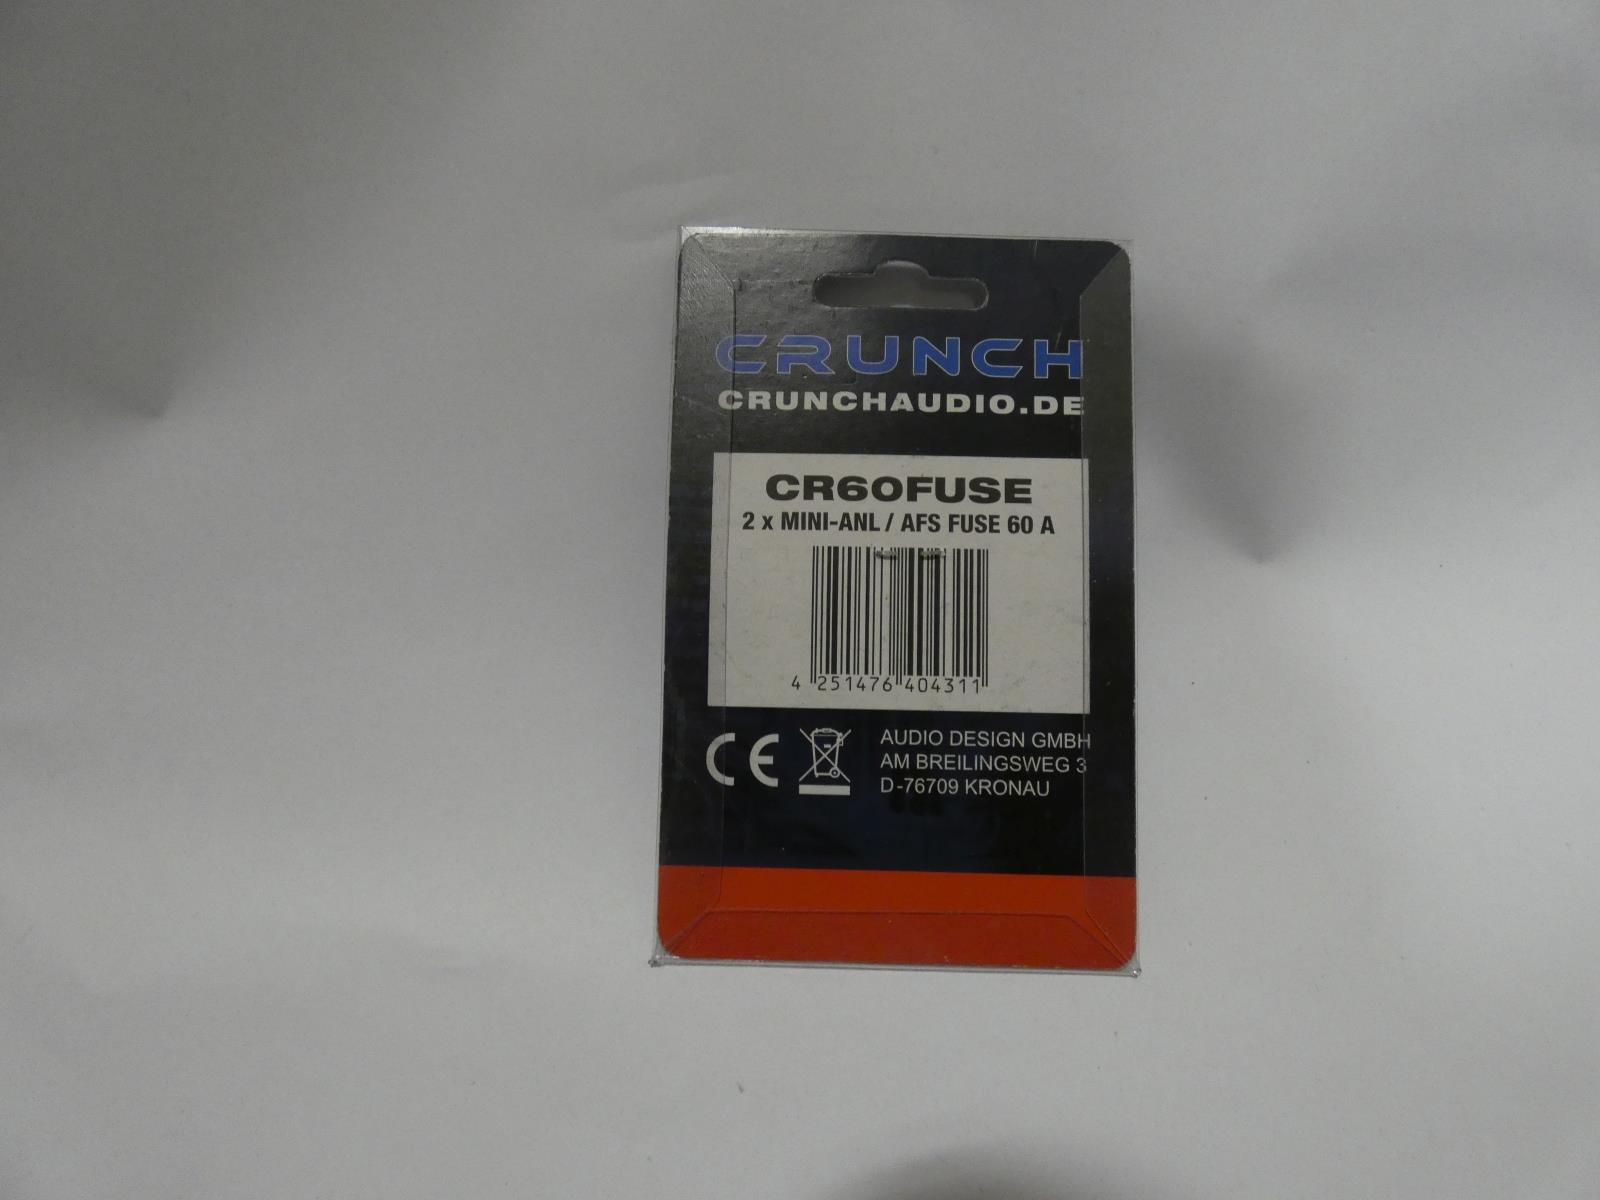 CRUNCH
CRUNCHAUDIO.DE
CR60FUSE
2 x MINI-ANL / AFS FUSE 60 A
4 251476 404311
CE
AUDIO DESIGN GMBH
AM BREILINGSWEG 3
D-76709 KRONAU